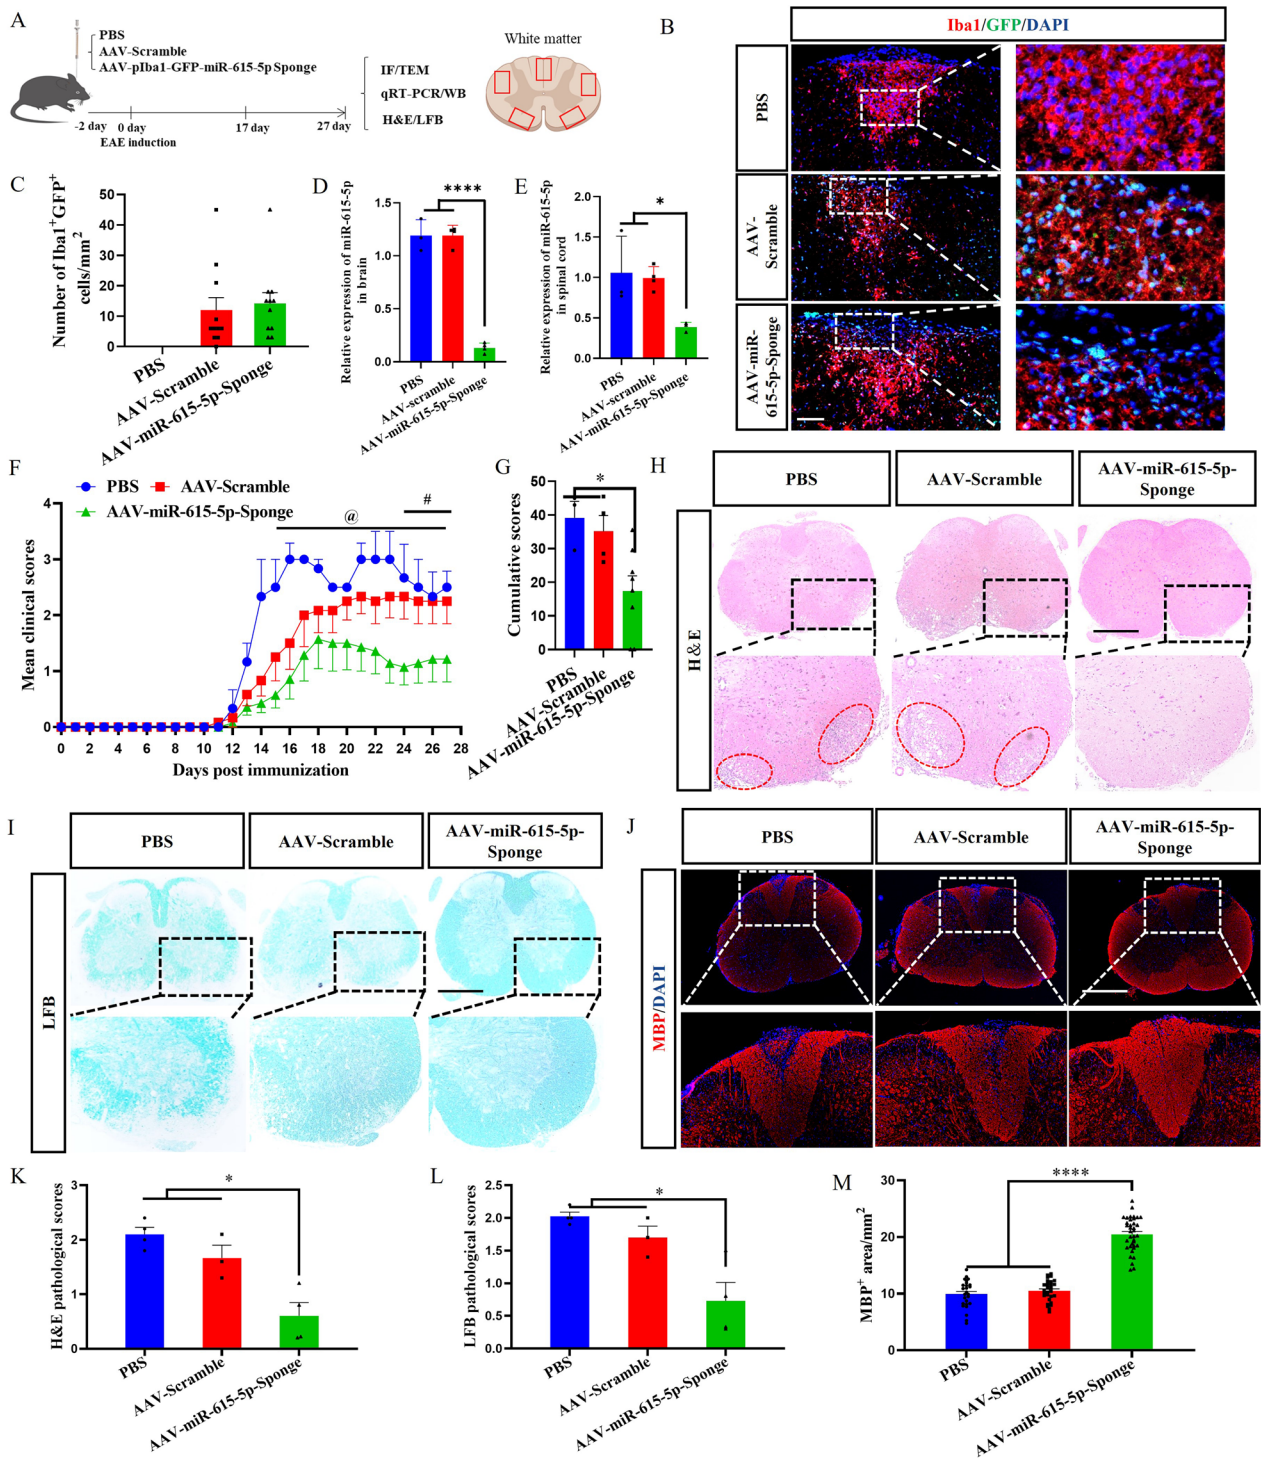 A
PBS
AAV-Scramble
AAV-pIba1-GFP-miR-615-5p Sponge
-2 day
0 day
17 day
27 day
EAE induction
IF/TEM
qRT-PCR/WB
H&E/LFB
White matter
B
Iba1/GFP/DAPI
PBS
AAV-
Scramble
AAV-miR-
615-5p-Sponge
C
Number of Iba1+GFP+
cells/mm2
50
40
30
20
10
0
PBS
AAV-Scramble
AAV-miR-615-5p-Sponge
D
Relative expression of miR-615-5p
in brain
1.5
1.0
0.5
0.0
****
PBS
AAV-scramble
AAV-miR-615-5p-Sponge
E
Relative expression of miR-615-5p
in spinal cord
2.0
1.5
1.0
0.5
0.0
*
PBS
AAV-scramble
AAV-miR-615-5p-Sponge
F
PBS
AAV-Scramble
AAV-miR-615-5p-Sponge
@
#
Mean clinical scores
4
3
2
1
0
0 2 4 6 8 10 12 14 16 18 20 22 24 26 28
Days post immunization
G
Cumulative scores
50
40
30
20
10
0
*
PBS
AAV-Scramble
AAV-miR-615-5p-Sponge
H
PBS
AAV-Scramble
AAV-miR-615-5p-
Sponge
H&E
I
PBS
AAV-Scramble
AAV-miR-615-5p-
Sponge
LFB
J
PBS
AAV-Scramble
AAV-miR-615-5p-
Sponge
MBP/DAPI
K
H&E pathological scores
3
2
1
0
*
PBS
AAV-Scramble
AAV-miR-615-5p-Sponge
L
LFB pathological scores
2.5
2.0
1.5
1.0
0.5
0.0
*
PBS
AAV-Scramble
AAV-miR-615-5p-Sponge
M
MBP+ area/mm2
30
20
10
0
****
PBS
AAV-Scramble
AAV-miR-615-5p-Sponge